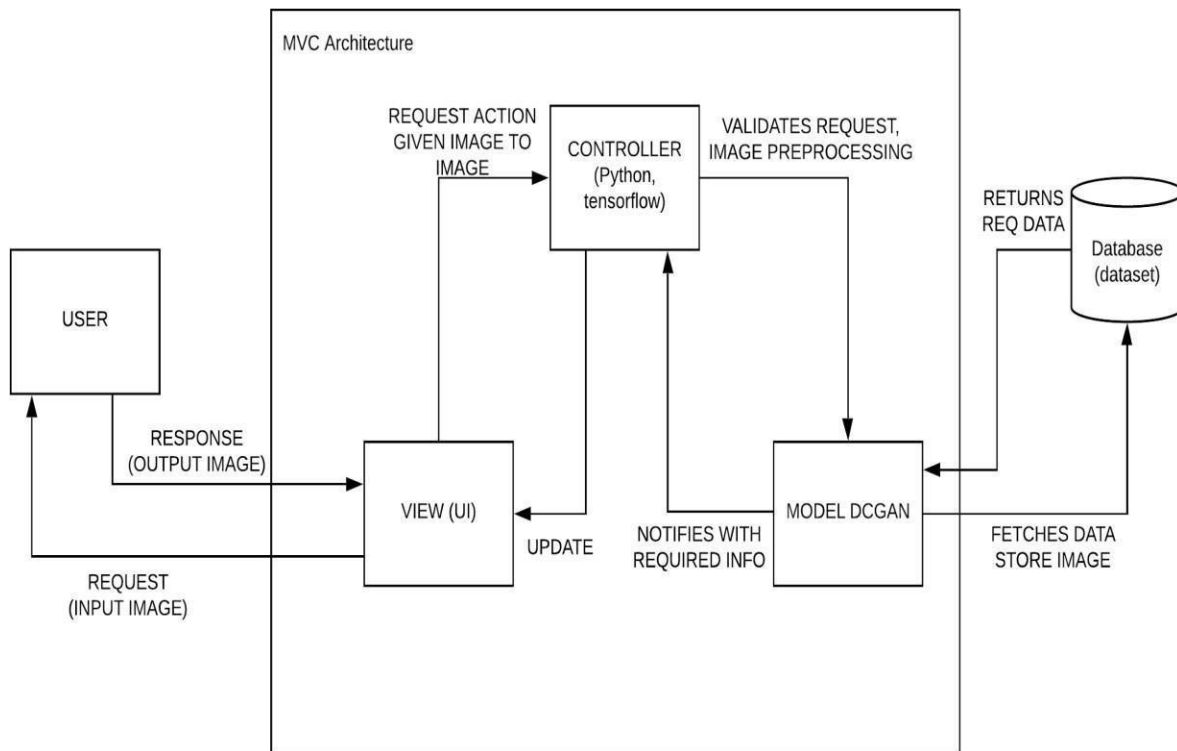 MVC Architecture
REQUEST ACTION
GIVEN IMAGE TO
IMAGE
CONTROLLER
(Python,
tensorflow)
VALIDATES REQUEST,
IMAGE PREPROCESSING
RETURNS
REQ DATA
Database
(dataset)
USER
RESPONSE
(OUTPUT IMAGE)
VIEW (UI)
UPDATE
NOTIFIES WITH
REQUIRED INFO
MODEL DCGAN
FETCHES DATA
STORE IMAGE
REQUEST
(INPUT IMAGE)